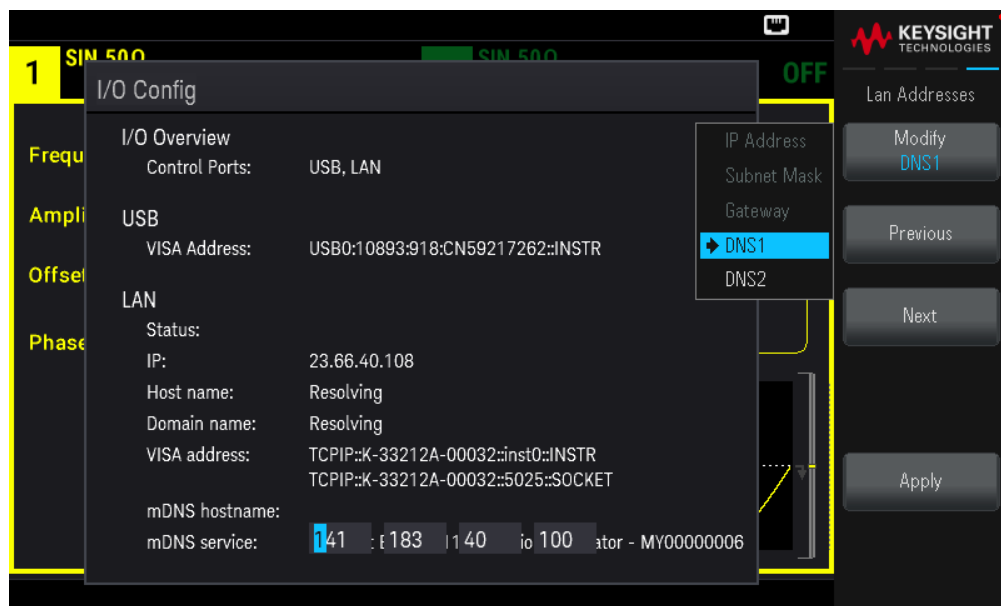 KEYSIGHT
TECHNOLOGIES
1 SIN 50Ω SIN 50Ω OFF
I/O Config
Lan Addresses
I/O Overview
Control Ports: USB, LAN
USB
VISA Address: USB0:10893:918:CN59217262::INSTR
LAN
Status:
IP: 23.66.40.108
Host name: Resolving
Domain name: Resolving
VISA address: TCPIP::K-33212A-00032::inst0::INSTR
TCPIP::K-33212A-00032::5025::SOCKET
mDNS hostname:
mDNS service: 141 183 40 100 ator - MY00000006
Frequ
Ampli
Offset
Phase
IP Address
Subnet Mask
Gateway
DNS1
DNS2
Modify
DNS1
Previous
Next
Apply